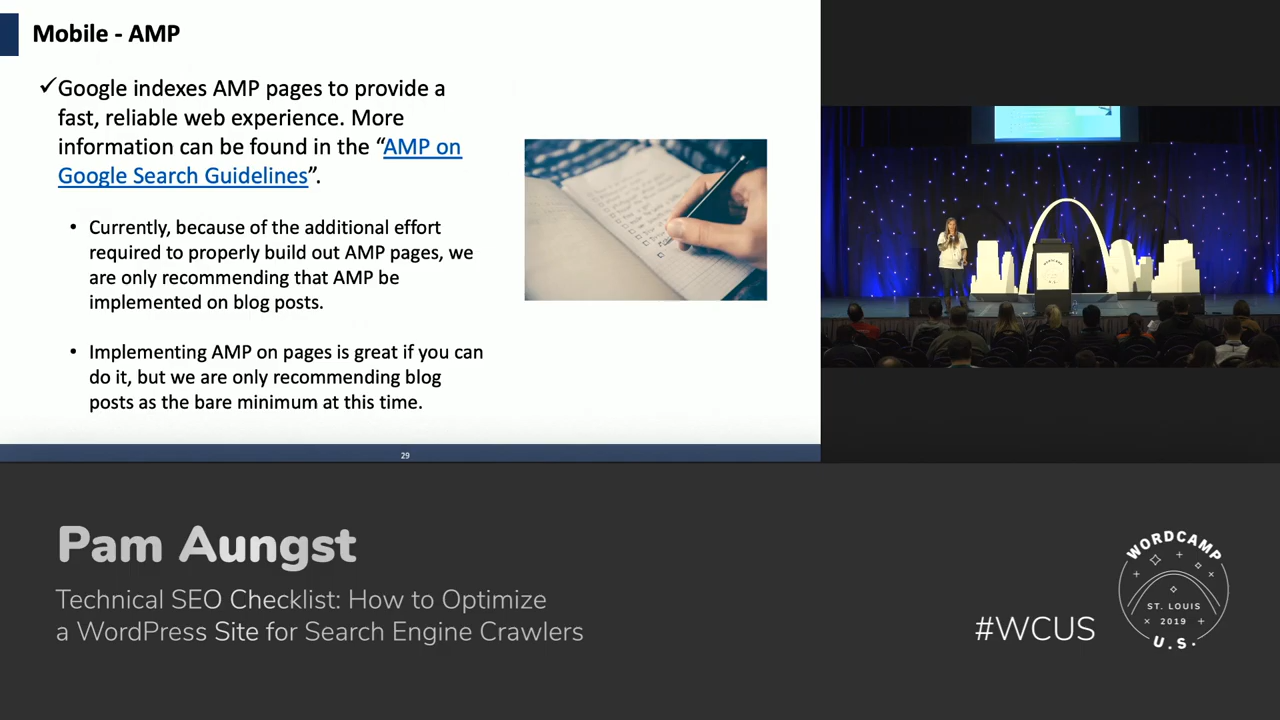 Mobile - AMP
✓Google indexes AMP pages to provide a
fast, reliable web experience. More
information can be found in the “AMP on
Google Search Guidelines”.
• Currently, because of the additional effort
required to properly build out AMP pages, we
are only recommending that AMP be
implemented on blog posts.
• Implementing AMP on pages is great if you can
do it, but we are only recommending blog
posts as the bare minimum at this time.
29
Pam Aungst
Technical SEO Checklist: How to Optimize
a WordPress Site for Search Engine Crawlers
#WCUS
WORDCAMP
ST. LOUIS
2019
U.S.